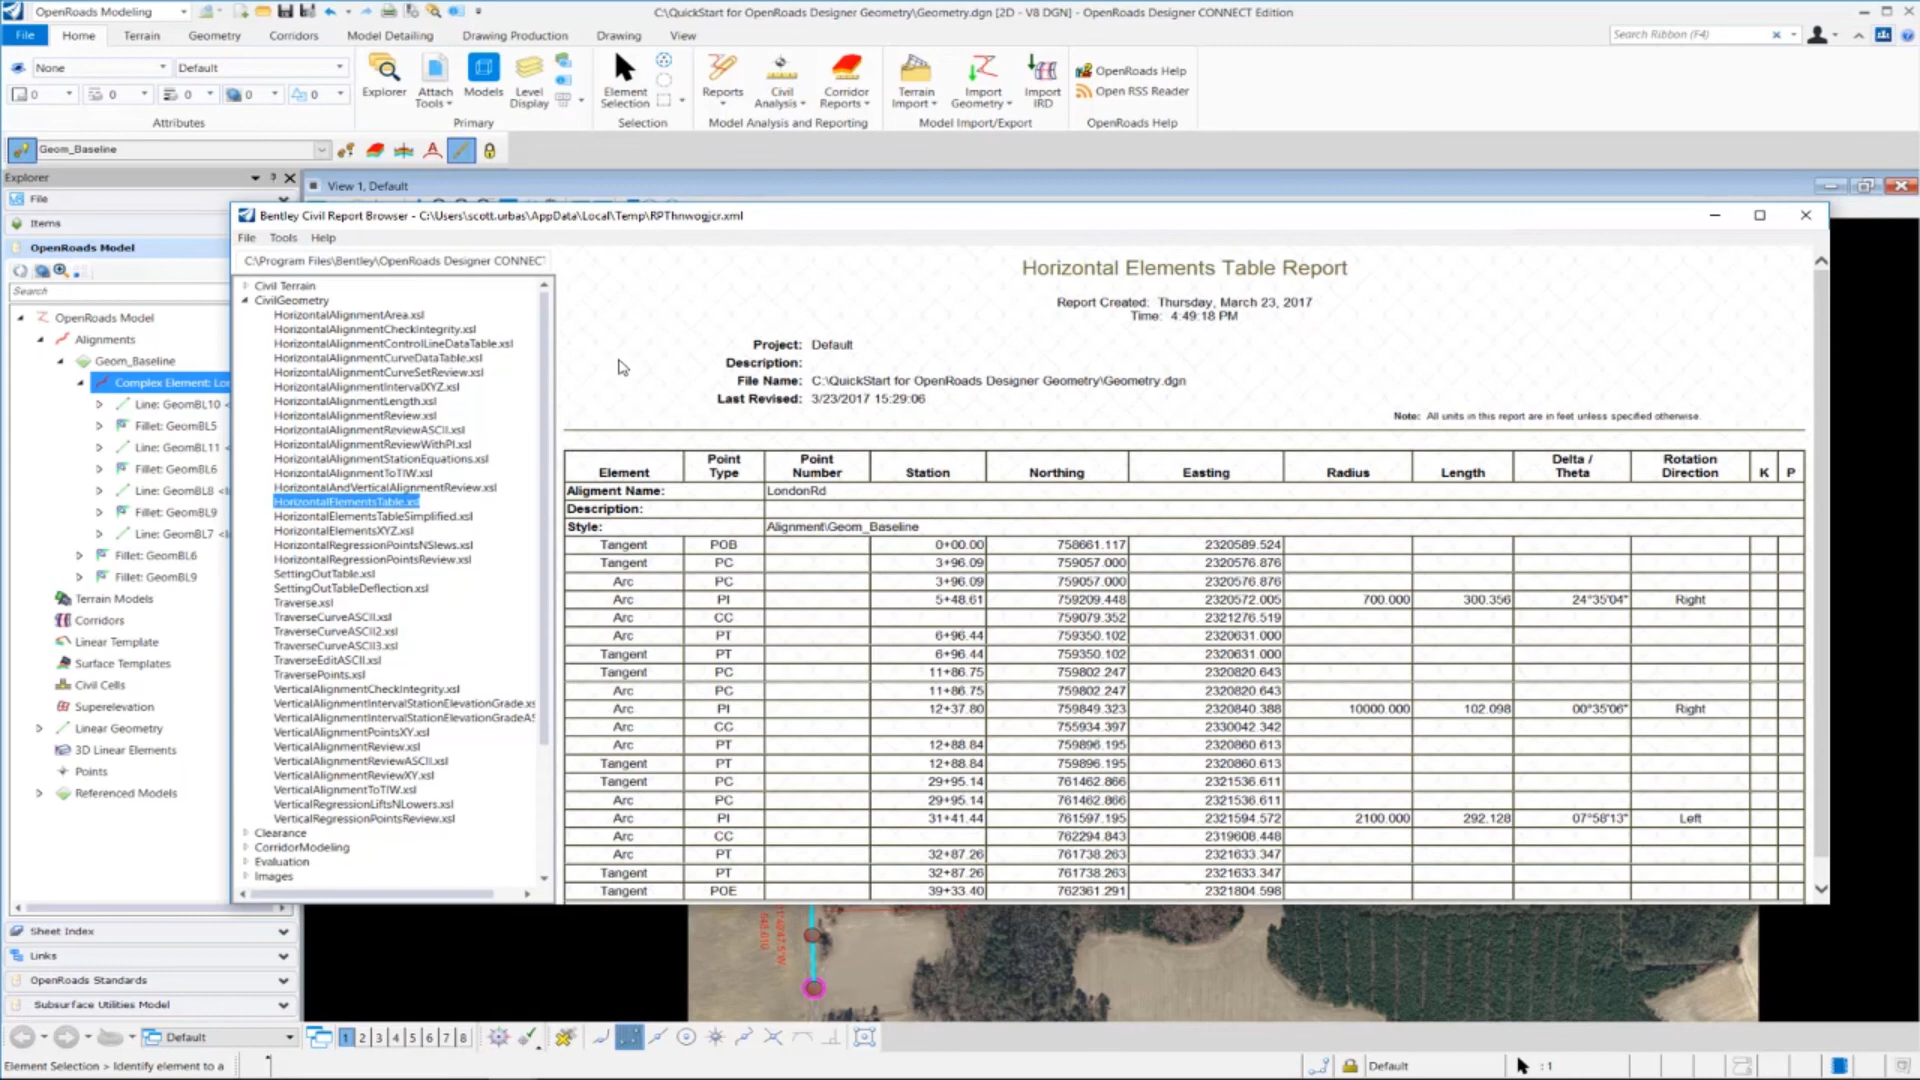 OpenRoads Modeling
C:\QuickStart for OpenRoads Designer Geometry\Geometry.dgn [2D - V8 DGN] - OpenRoads Designer CONNECT Edition
File Home Terrain Geometry Corridors Model Detailing Drawing Production Drawing View
Search Ribbon (F4)
None Default
0 0 0 0 0
Attributes
Explorer
Attach Tools
Models
Level Display
Primary
Element Selection
Selection
Reports
Civil Analysis
Corridor Reports
Model Analysis and Reporting
Terrain Import
Import Geometry
Import IRD
Model Import/Export
OpenRoads Help
Open RSS Reader
OpenRoads Help
Geom_Baseline
Explorer
File
Items
OpenRoads Model
Search
OpenRoads Model
Alignments
Geom_Baseline
Complex Element: Lon
Line: GeomBL10 <
Fillet: GeomBL5
Line: GeomBL11 <
Fillet: GeomBL6
Line: GeomBL8 <l
Fillet: GeomBL9
Line: GeomBL7 <l
Fillet: GeomBL6
Fillet: GeomBL9
Terrain Models
Corridors
Linear Template
Surface Templates
Civil Cells
Superelevation
Linear Geometry
3D Linear Elements
Points
Referenced Models
Sheet Index
Links
OpenRoads Standards
Subsurface Utilities Model
View 1, Default
Bentley Civil Report Browser - C:\Users\scott.urbas\AppData\Local\Temp\RPThnwogjcr.xml
File Tools Help
C:\Program Files\Bentley\OpenRoads Designer CONNECT
Civil Terrain
CivilGeometry
HorizontalAlignmentArea.xsl
HorizontalAlignmentCheckIntegrity.xsl
HorizontalAlignmentControlLineDataTable.xsl
HorizontalAlignmentCurveDataTable.xsl
HorizontalAlignmentCurveSetReview.xsl
HorizontalAlignmentIntervalXYZ.xsl
HorizontalAlignmentLength.xsl
HorizontalAlignmentReview.xsl
HorizontalAlignmentReviewASCII.xsl
HorizontalAlignmentReviewWithPI.xsl
HorizontalAlignmentStationEquations.xsl
HorizontalAlignmentToTIW.xsl
HorizontalAndVerticalAlignmentReview.xsl
HorizontalElementsTable.xsl
HorizontalElementsTableSimplified.xsl
HorizontalElementsXYZ.xsl
HorizontalRegressionPointsNSlews.xsl
HorizontalRegressionPointsReview.xsl
SettingOutTable.xsl
SettingOutTableDeflection.xsl
Traverse.xsl
TraverseCurveASCII.xsl
TraverseCurveASCII2.xsl
TraverseCurveASCII3.xsl
TraverseEditASCII.xsl
TraversePoints.xsl
VerticalAlignmentCheckIntegrity.xsl
VerticalAlignmentIntervalStationElevationGrade.xs
VerticalAlignmentIntervalStationElevationGradeAS
VerticalAlignmentPointsXY.xsl
VerticalAlignmentReview.xsl
VerticalAlignmentReviewASCII.xsl
VerticalAlignmentReviewXY.xsl
VerticalAlignmentToTIW.xsl
VerticalRegressionLiftsNLowers.xsl
VerticalRegressionPointsReview.xsl
Clearance
CorridorModeling
Evaluation
Images
Horizontal Elements Table Report
Report Created: Thursday, March 23, 2017
Time: 4:49:18 PM
Project: Default
Description:
File Name: C:\QuickStart for OpenRoads Designer Geometry\Geometry.dgn
Last Revised: 3/23/2017 15:29:06
Note: All units in this report are in feet unless specified otherwise.
Element Point Type Point Number Station Northing Easting Radius Length Delta / Theta Rotation Direction K P
Aligment Name: LondonRd
Description:
Style: Alignment\Geom_Baseline
Tangent POB 0+00.00 758661.117 2320589.524
Tangent PC 3+96.09 759057.000 2320576.876
Arc PC 3+96.09 759057.000 2320576.876
Arc PI 5+48.61 759209.448 2320572.005 700.000 300.356 24°35'04" Right
Arc CC 759079.352 2321276.519
Arc PT 6+96.44 759350.102 2320631.000
Tangent PT 6+96.44 759350.102 2320631.000
Tangent PC 11+86.75 759802.247 2320820.643
Arc PC 11+86.75 759802.247 2320820.643
Arc PI 12+37.80 759849.323 2320840.388 10000.000 102.098 00°35'06" Right
Arc CC 755934.397 2330042.342
Arc PT 12+88.84 759896.195 2320860.613
Tangent PT 12+88.84 759896.195 2320860.613
Tangent PC 29+95.14 761462.866 2321536.611
Arc PC 29+95.14 761462.866 2321536.611
Arc PI 31+41.44 761597.195 2321594.572 2100.000 292.128 07°58'13" Left
Arc CC 762294.843 2319608.448
Arc PT 32+87.26 761738.263 2321633.347
Tangent PT 32+87.26 761738.263 2321633.347
Tangent POE 39+33.40 762361.291 2321804.598
Default 1 2 3 4 5 6 7 8
Element Selection > Identify element to a
Default
: 1